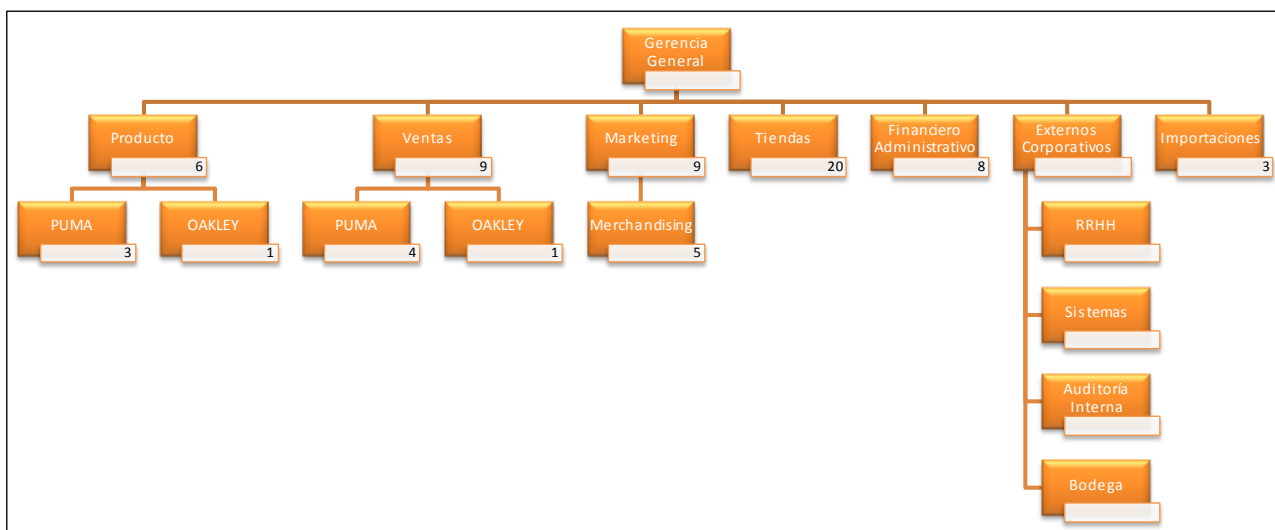 Gerencia
General
Producto
6
Ventas
9
Marketing
9
Tiendas
20
Financiero
Administrativo
8
Externos
Corporativos
Importaciones
3
PUMA
3
OAKLEY
1
PUMA
4
OAKLEY
1
Merchandising
5
RRHH
Sistemas
Auditoría
Interna
Bodega